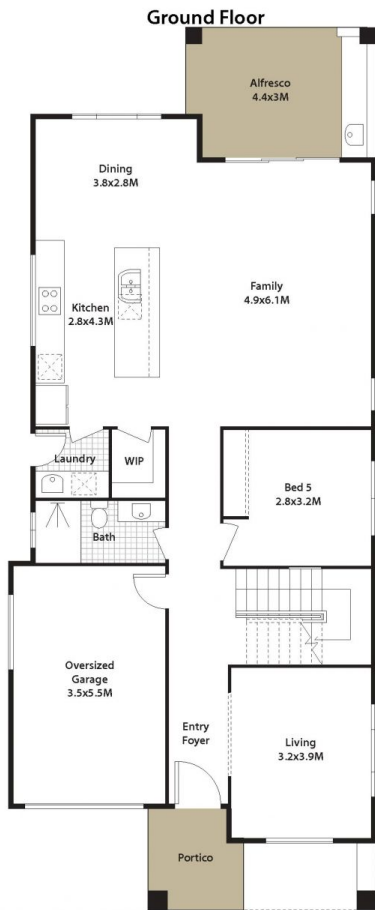 Ground Floor
Alfresco
4.4x3M
Dining
3.8x2.8M
Family
4.9x6.1M
Kitchen
2.8x4.3M
Laundry
WIP
Bed 5
2.8x3.2M
Bath
Oversized
Garage
3.5x5.5M
Entry
Foyer
Living
3.2x3.9M
Portico